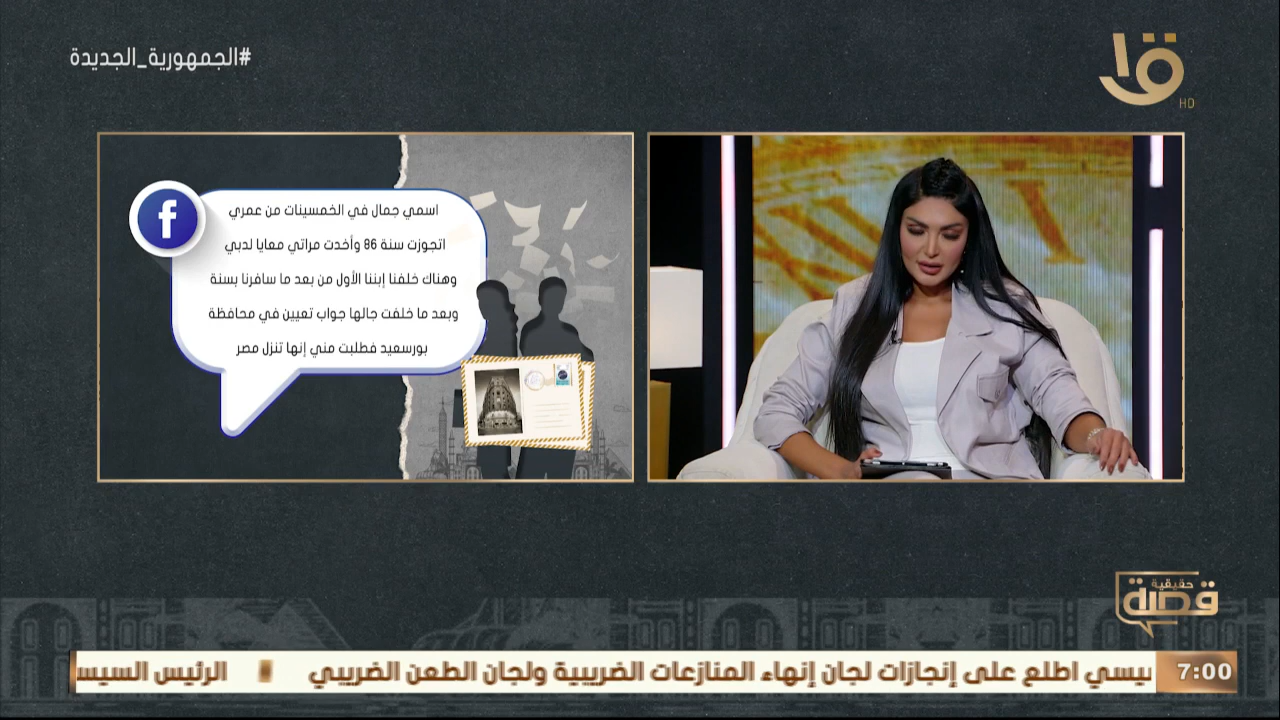 #الجمهورية_الجديدة
HD
اسمي جمال في الخمسينات من عمري
اتجوزت سنة 86 وأخدت مراتي معايا لدبي
وهناك خلفنا إبننا الأول من بعد ما سافرنا بسنة
وبعد ما خلفت جالها جواب تعيين في محافظة
بورسعيد فطلبت مني إنها تنزل مصر
قصة حقيقية
7:00 يسي اطلع على إنجازات لجان إنهاء المنازعات الضريبية ولجان الطعن الضريبي الرئيس السيس